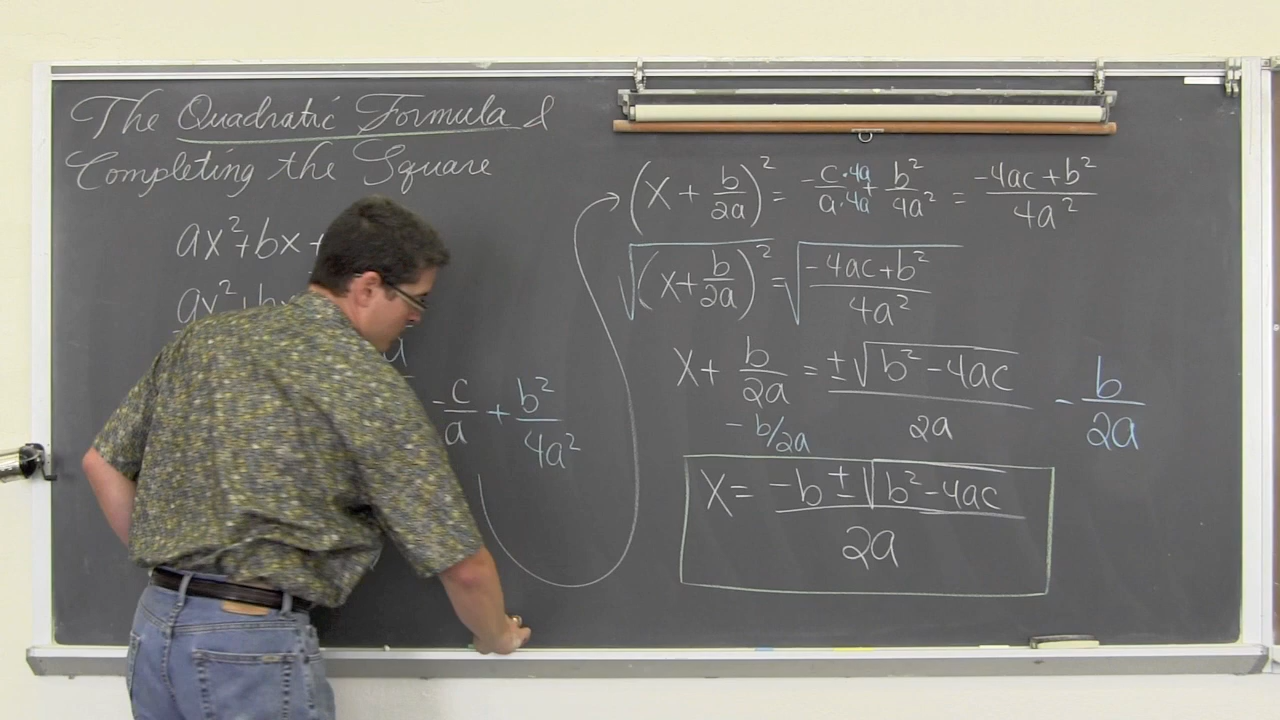 The Quadratic Formula &
Completing the Square
ax² + bx +
ax² + bx
a
-c/a + b²/4a²
(x + b/2a)² = -c·4a/a·4a + b²/4a² = -4ac + b²/4a²
√(x + b/2a)² = √-4ac + b²/4a²
x + b/2a = ±√b² - 4ac/2a - b/2a
- b/2a
x = -b ± √b² - 4ac/2a